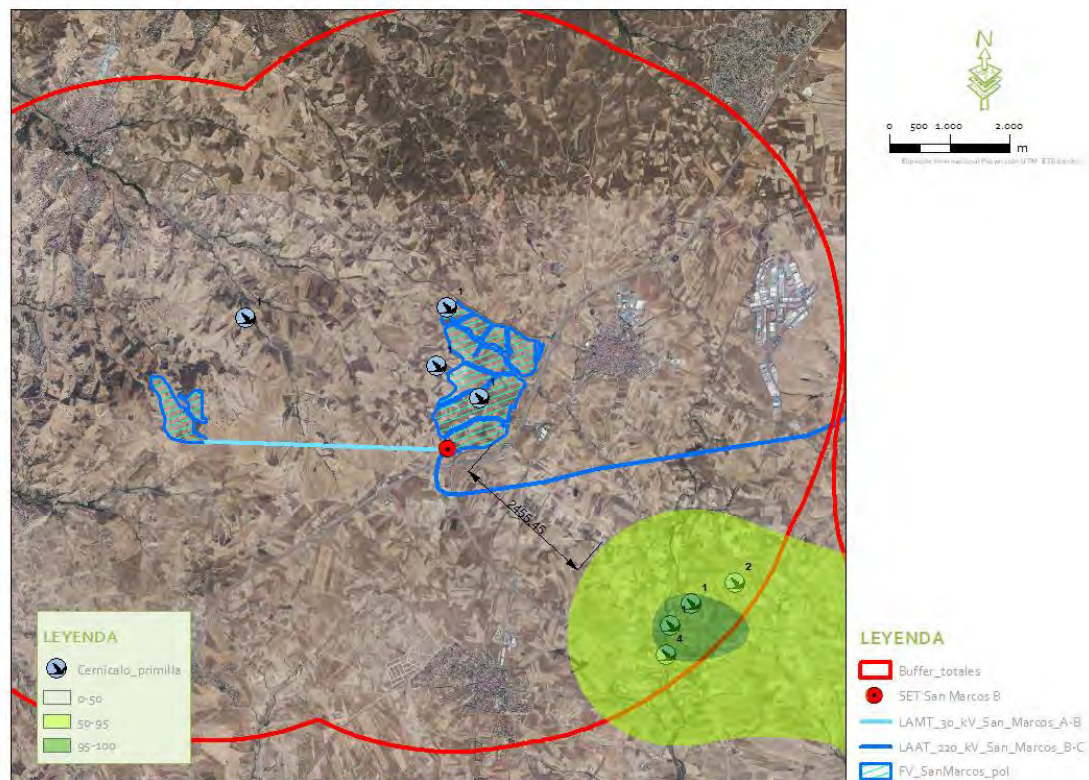 N
0 500 1.000 2.000
m
1
1
1
1
2455,45
2
1
4
LEYENDA
Cernícalo_primilla
0-50
50-95
95-100
LEYENDA
Buffer_totales
SET San Marcos B
LAMT_30_kV_San_Marcos_A-B
LAAT_220_kV_San_Marcos_B-C
FV_SanMarcos_pol